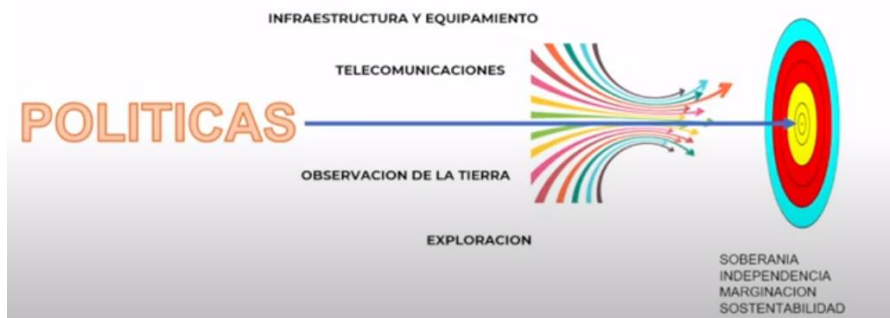 INFRAESTRUCTURA Y EQUIPAMIENTO
TELECOMUNICACIONES
POLITICAS
OBSERVACION DE LA TIERRA
EXPLORACION
SOBERANIA
INDEPENDENCIA
MARGINACION
SOSTENTABILIDAD